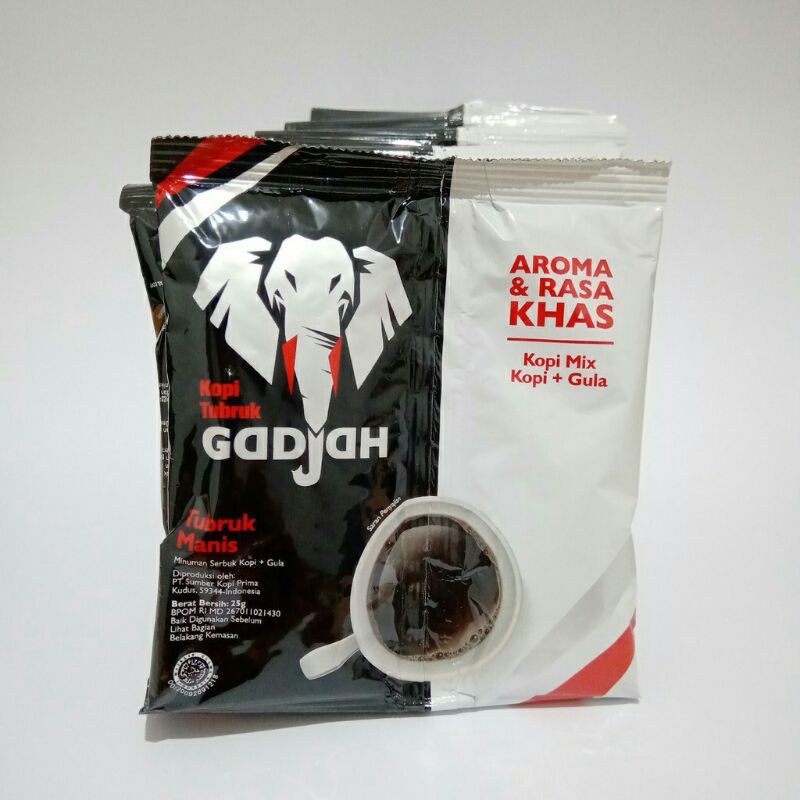 Kopi
Tubruk
GADJAH
Tubruk
Manis
Minuman Serbuk Kopi + Gula
Diproduksi oleh:
PT. Sumber Kopi Prima
Kudus, 59344-Indonesia
Berat Bersih: 25g
BPOM RI MD 267011021430
Baik Digunakan Sebelum
Lihat Bagian
Belakang Kemasan
AROMA
& RASA
KHAS
Kopi Mix
Kopi + Gula
Saran Penyajian